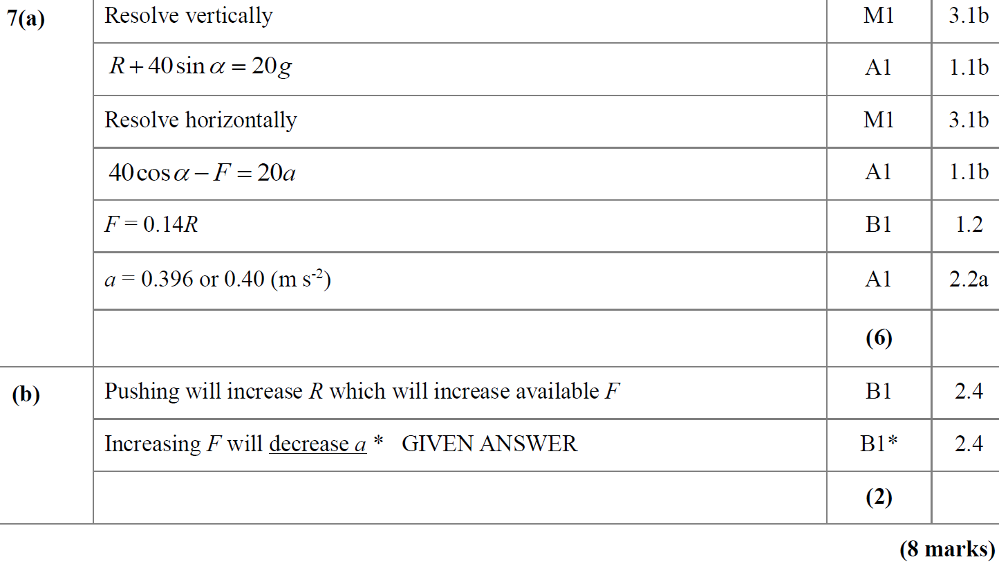 7(a) Resolve vertically M1 3.1b
R + 40 sin α = 20g A1 1.1b
Resolve horizontally M1 3.1b
40 cos α − F = 20a A1 1.1b
F = 0.14R B1 1.2
a = 0.396 or 0.40 (m s⁻²) A1 2.2a
(6)
(b) Pushing will increase R which will increase available F B1 2.4
Increasing F will decrease a * GIVEN ANSWER B1* 2.4
(2)
(8 marks)